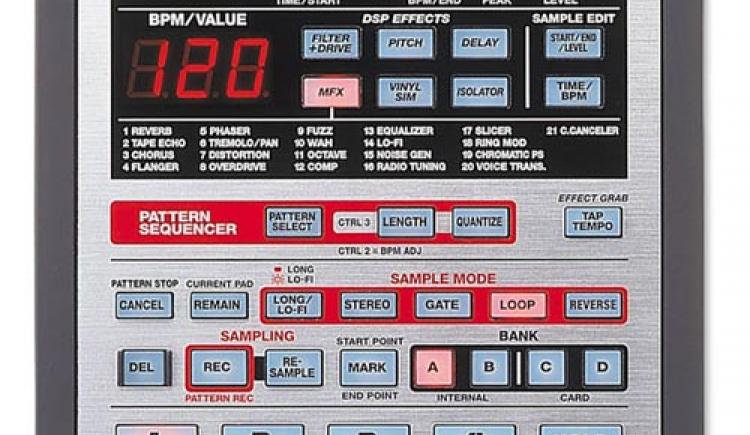 TIME/START BPM/END PEAK LEVEL
BPM/VALUE DSP EFFECTS SAMPLE EDIT
120
FILTER +DRIVE PITCH DELAY START/END /LEVEL
MFX VINYL SIM ISOLATOR TIME/ BPM
1 REVERB 5 PHASER 9 FUZZ 13 EQUALIZER 17 SLICER 21 C.CANCELER
2 TAPE ECHO 6 TREMOLO/PAN 10 WAH 14 LO-FI 18 RING MOD
3 CHORUS 7 DISTORTION 11 OCTAVE 15 NOISE GEN 19 CHROMATIC PS
4 FLANGER 8 OVERDRIVE 12 COMP 16 RADIO TUNING 20 VOICE TRANS.
EFFECT GRAB
PATTERN SEQUENCER PATTERN SELECT CTRL 3 LENGTH QUANTIZE TAP TEMPO
CTRL 2 = BPM ADJ
LONG
LO-FI
PATTERN STOP CURRENT PAD SAMPLE MODE
CANCEL REMAIN LONG/ LO-FI STEREO GATE LOOP REVERSE
SAMPLING START POINT BANK
DEL REC RE-SAMPLE MARK A B C D
PATTERN REC END POINT INTERNAL CARD